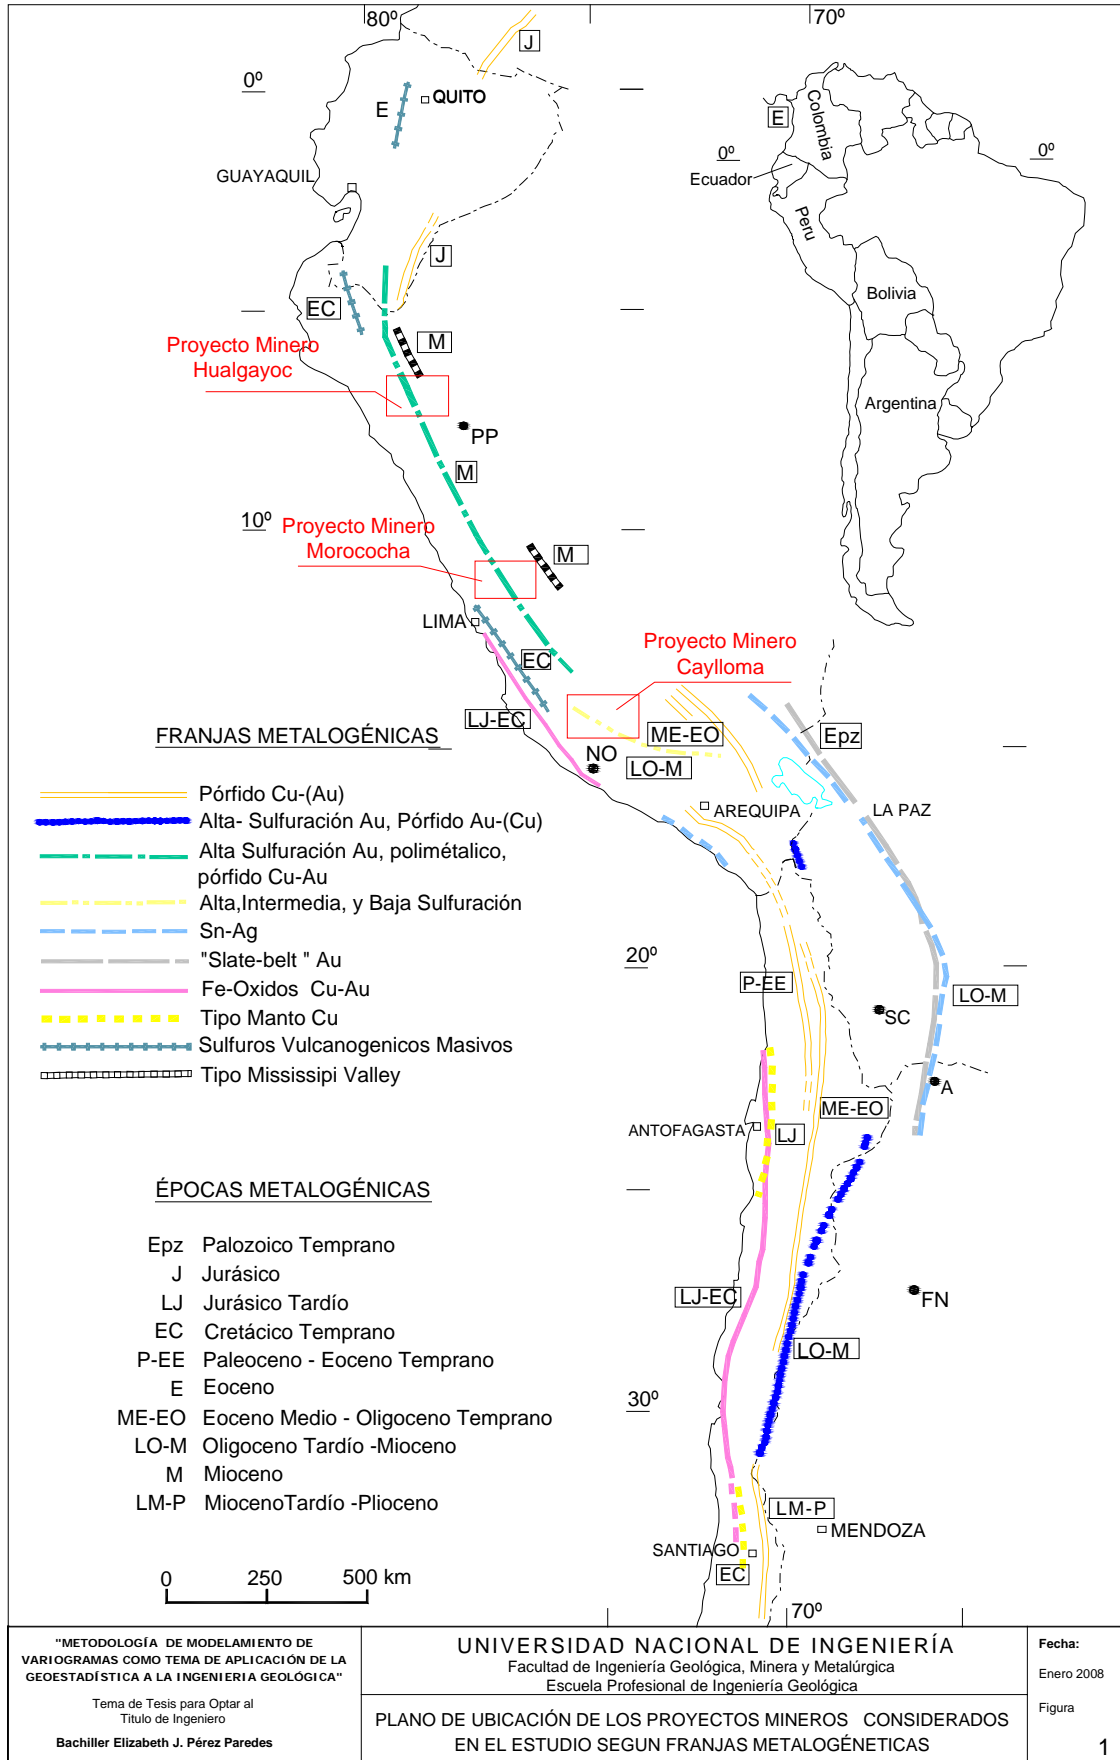 80º
70º
J
0º
E
QUITO
GUAYAQUIL
J
EC
M
Proyecto Minero
Hualgayoc
PP
M
10º
Proyecto Minero
Morococha
M
LIMA
EC
Proyecto Minero
Caylloma
LJ-EC
ME-EO
Epz
NO
LO-M
AREQUIPA
LA PAZ
20º
P-EE
LO-M
SC
A
ME-EO
ANTOFAGASTA
LJ
LJ-EC
FN
LO-M
30º
LM-P
MENDOZA
SANTIAGO
EC
70º
E
Colombia
0º
0º
Ecuador
Peru
Bolivia
Argentina
FRANJAS METALOGÉNICAS
Pórfido Cu-(Au)
Alta- Sulfuración Au, Pórfido Au-(Cu)
Alta Sulfuración Au, polimétalico,
pórfido Cu-Au
Alta,Intermedia, y Baja Sulfuración
Sn-Ag
"Slate-belt " Au
Fe-Oxidos Cu-Au
Tipo Manto Cu
Sulfuros Vulcanogenicos Masivos
Tipo Mississipi Valley
ÉPOCAS METALOGÉNICAS
Epz Palozoico Temprano
J Jurásico
LJ Jurásico Tardío
EC Cretácico Temprano
P-EE Paleoceno - Eoceno Temprano
E Eoceno
ME-EO Eoceno Medio - Oligoceno Temprano
LO-M Oligoceno Tardío -Mioceno
M Mioceno
LM-P MiocenoTardío -Plioceno
0 250 500 km
"METODOLOGÍA DE MODELAMIENTO DE
VARIOGRAMAS COMO TEMA DE APLICACIÓN DE LA
GEOESTADÍSTICA A LA INGENIERIA GEOLÓGICA"
Tema de Tesis para Optar al
Titulo de Ingeniero
Bachiller Elizabeth J. Pérez Paredes
UNIVERSIDAD NACIONAL DE INGENIERÍA
Facultad de Ingeniería Geológica, Minera y Metalúrgica
Escuela Profesional de Ingeniería Geológica
PLANO DE UBICACIÓN DE LOS PROYECTOS MINEROS CONSIDERADOS
EN EL ESTUDIO SEGUN FRANJAS METALOGÉNETICAS
Fecha:
Enero 2008
Figura
1